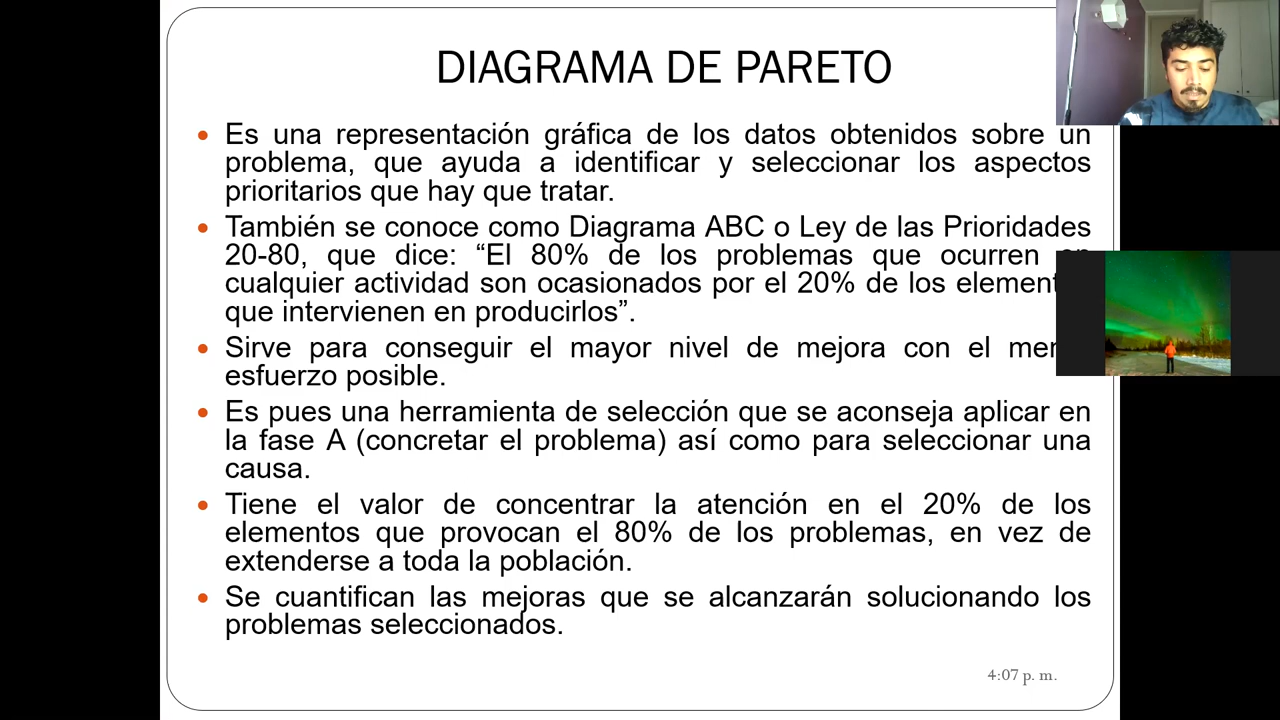 DIAGRAMA DE PARETO
• Es una representación gráfica de los datos obtenidos sobre un
problema, que ayuda a identificar y seleccionar los aspectos
prioritarios que hay que tratar.
• También se conoce como Diagrama ABC o Ley de las Prioridades
20-80, que dice: “El 80% de los problemas que ocurren en
cualquier actividad son ocasionados por el 20% de los element
que intervienen en producirlos”.
• Sirve para conseguir el mayor nivel de mejora con el men
esfuerzo posible.
• Es pues una herramienta de selección que se aconseja aplicar en
la fase A (concretar el problema) así como para seleccionar una
causa.
• Tiene el valor de concentrar la atención en el 20% de los
elementos que provocan el 80% de los problemas, en vez de
extenderse a toda la población.
• Se cuantifican las mejoras que se alcanzarán solucionando los
problemas seleccionados.
4:07 p. m.